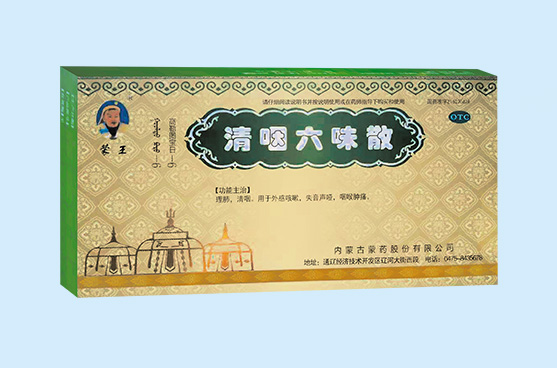 请仔细阅读说明书并按说明使用或在药师指导下购买和使用
OTC
清咽六味散
蒙王
【功能主治】
理肺，清咽。用于外感咳嗽，失音声哑，咽喉肿痛。
内蒙古蒙药股份有限公司
地址：通辽经济技术开发区辽河大街西段 电话：0475-8435678